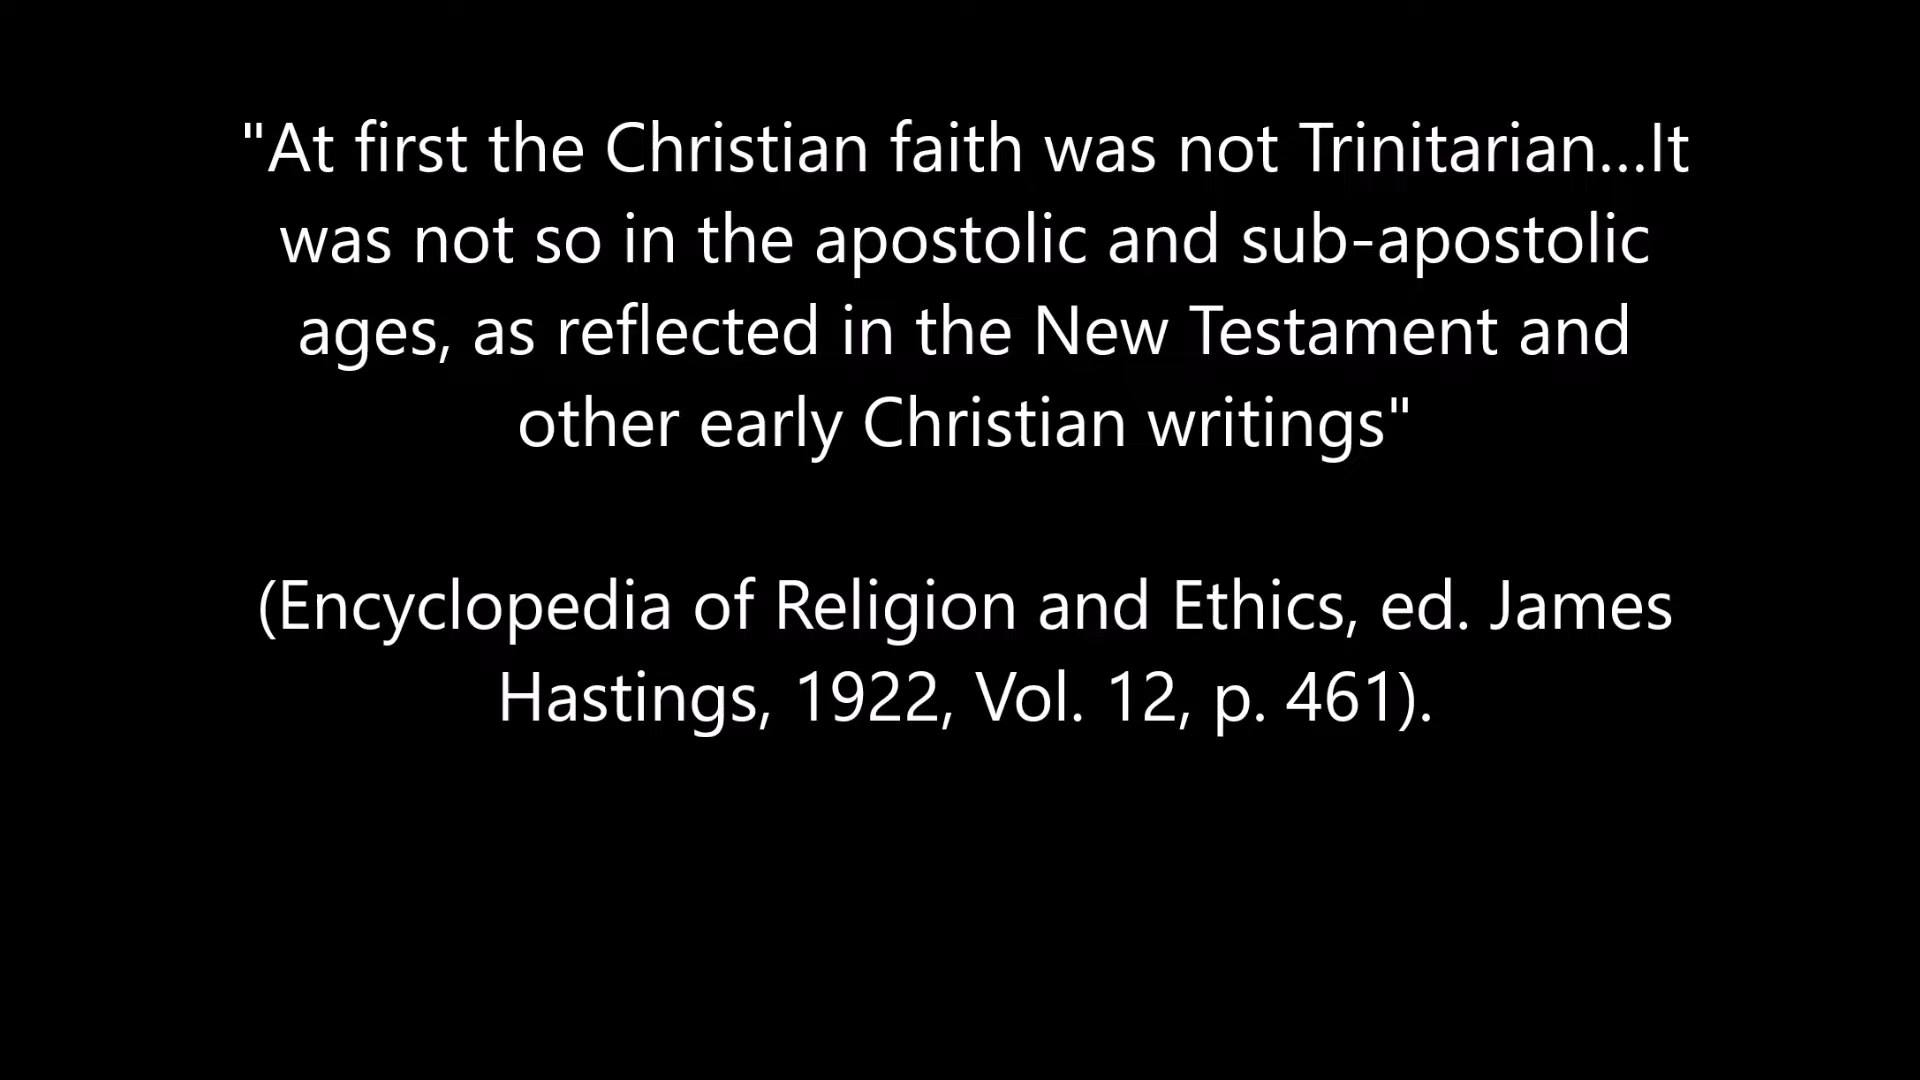 "At first the Christian faith was not Trinitarian...It
was not so in the apostolic and sub-apostolic
ages, as reflected in the New Testament and
other early Christian writings"
(Encyclopedia of Religion and Ethics, ed. James
Hastings, 1922, Vol. 12, p. 461).